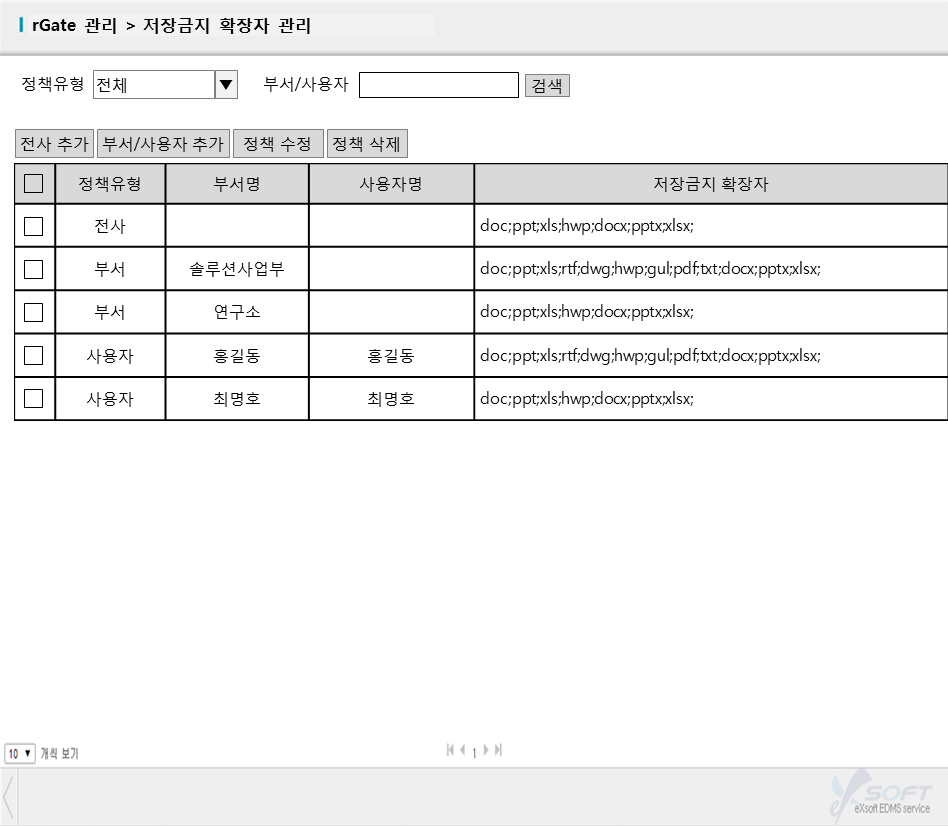 rGate 관리 > 저장금지 확장자 관리
정책유형 전체 ▼ 부서/사용자 검색
전사 추가 부서/사용자 추가 정책 수정 정책 삭제
정책유형 부서명 사용자명 저장금지 확장자
전사 doc;ppt;xls;hwp;docx;pptx;xlsx;
부서 솔루션사업부 doc;ppt;xls;rtf;dwg;hwp;gul;pdf;txt;docx;pptx;xlsx;
부서 연구소 doc;ppt;xls;hwp;docx;pptx;xlsx;
사용자 홍길동 홍길동 doc;ppt;xls;rtf;dwg;hwp;gul;pdf;txt;docx;pptx;xlsx;
사용자 최명호 최명호 doc;ppt;xls;hwp;docx;pptx;xlsx;
10 ▼ 개씩 보기 1
SOFT
eXsoft EDMS service